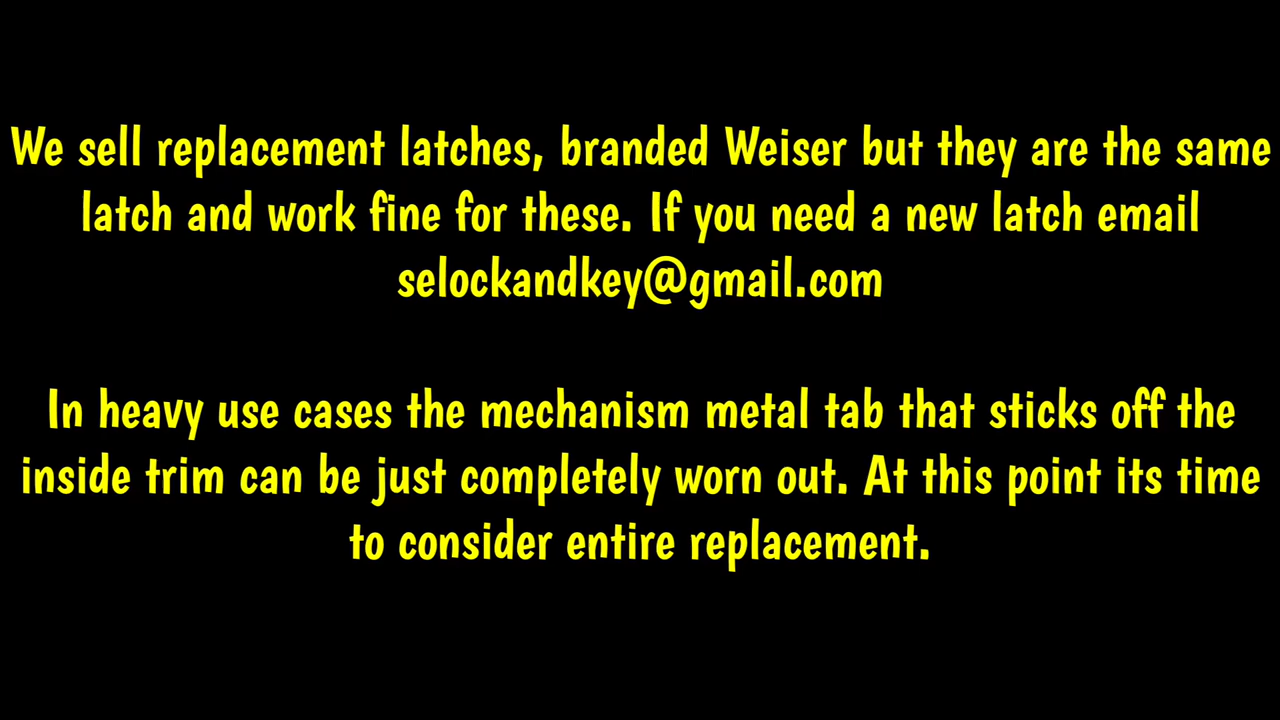 We sell replacement latches, branded Weiser but they are the same
latch and work fine for these. If you need a new latch email
selockandkey@gmail.com
In heavy use cases the mechanism metal tab that sticks off the
inside trim can be just completely worn out. At this point its time
to consider entire replacement.